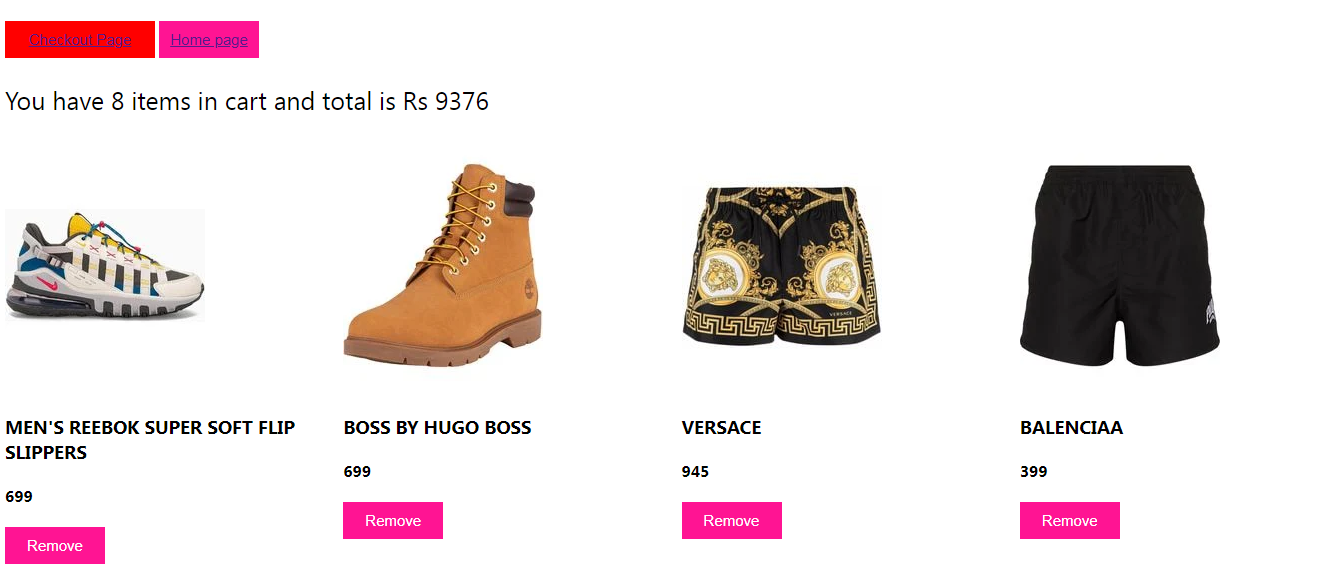 Checkout Page Home page
You have 8 items in cart and total is Rs 9376
VERSACE
MEN'S REEBOK SUPER SOFT FLIP
SLIPPERS
699
Remove
BOSS BY HUGO BOSS
699
Remove
VERSACE
945
Remove
BALENCIAA
399
Remove